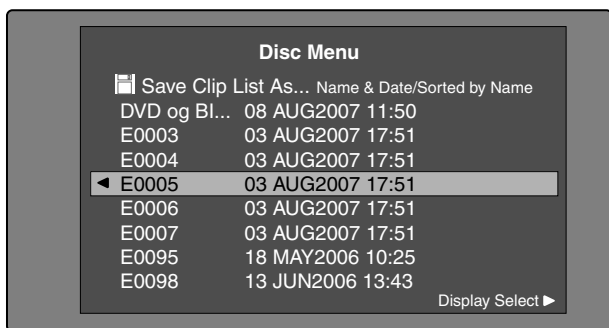 Disc Menu
Save Clip List As... Name & Date/Sorted by Name
DVD og BI... 08 AUG2007 11:50
E0003 03 AUG2007 17:51
E0004 03 AUG2007 17:51
E0005 03 AUG2007 17:51
E0006 03 AUG2007 17:51
E0007 03 AUG2007 17:51
E0095 18 MAY2006 10:25
E0098 13 JUN2006 13:43
Display Select